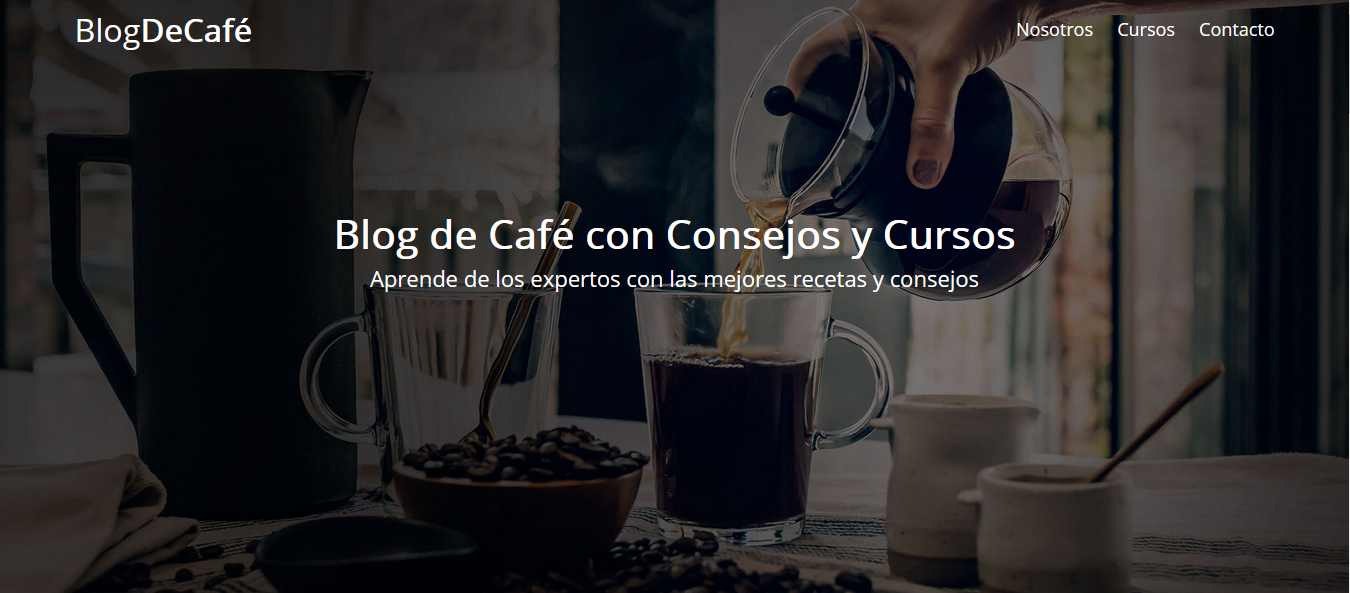 BlogDeCafé
Nosotros Cursos Contacto
Blog de Café con Consejos y Cursos
Aprende de los expertos con las mejores recetas y consejos